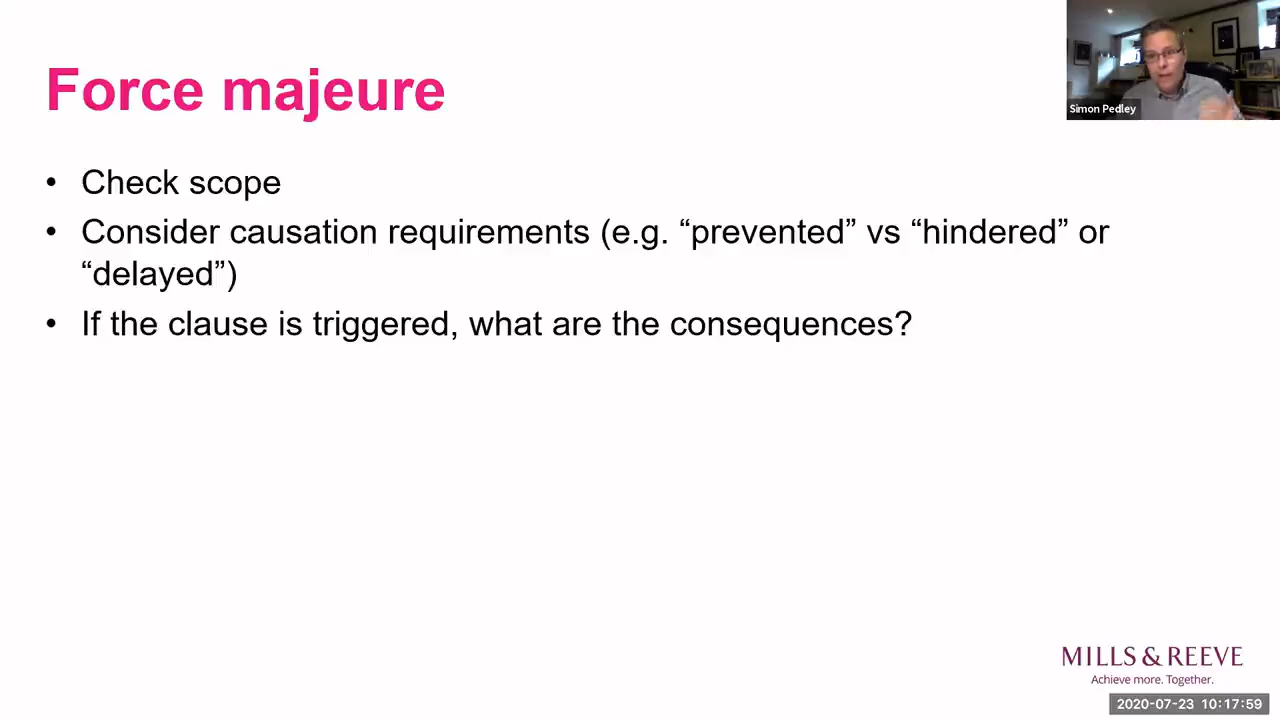 Force majeure
Simon Pedley
• Check scope
• Consider causation requirements (e.g. “prevented” vs “hindered” or
“delayed”)
• If the clause is triggered, what are the consequences?
MILLS & REEVE
Achieve more. Together.
2020-07-23 10:17:59